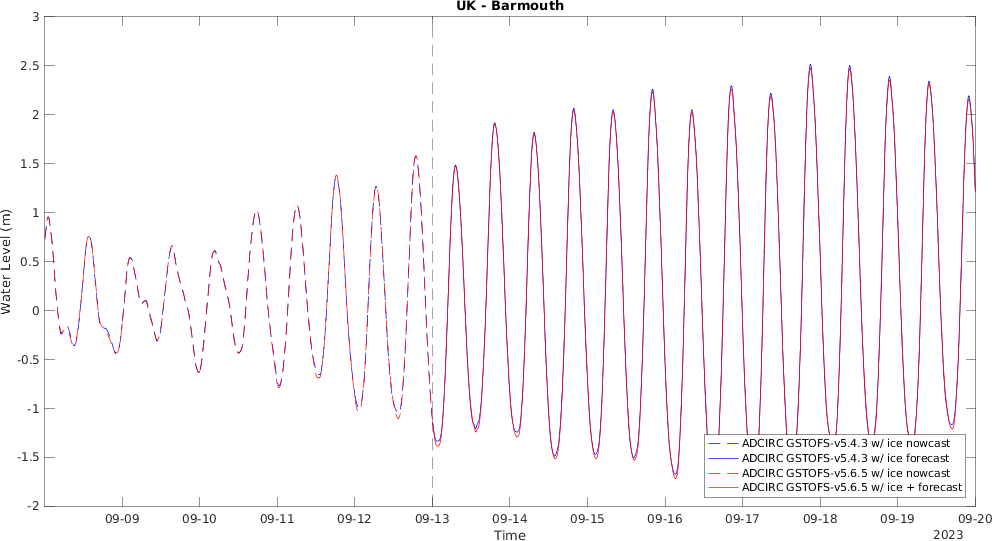 UK - Barmouth
3
2.5
2
1.5
1
0.5
0
-0.5
-1
-1.5
-2
Water Level (m)
ADCIRC GSTOFS-v5.4.3 w/ ice nowcast
ADCIRC GSTOFS-v5.4.3 w/ ice forecast
ADCIRC GSTOFS-v5.6.5 w/ ice nowcast
ADCIRC GSTOFS-v5.6.5 w/ ice + forecast
09-09 09-10 09-11 09-12 09-13 09-14 09-15 09-16 09-17 09-18 09-19 09-20
Time
2023